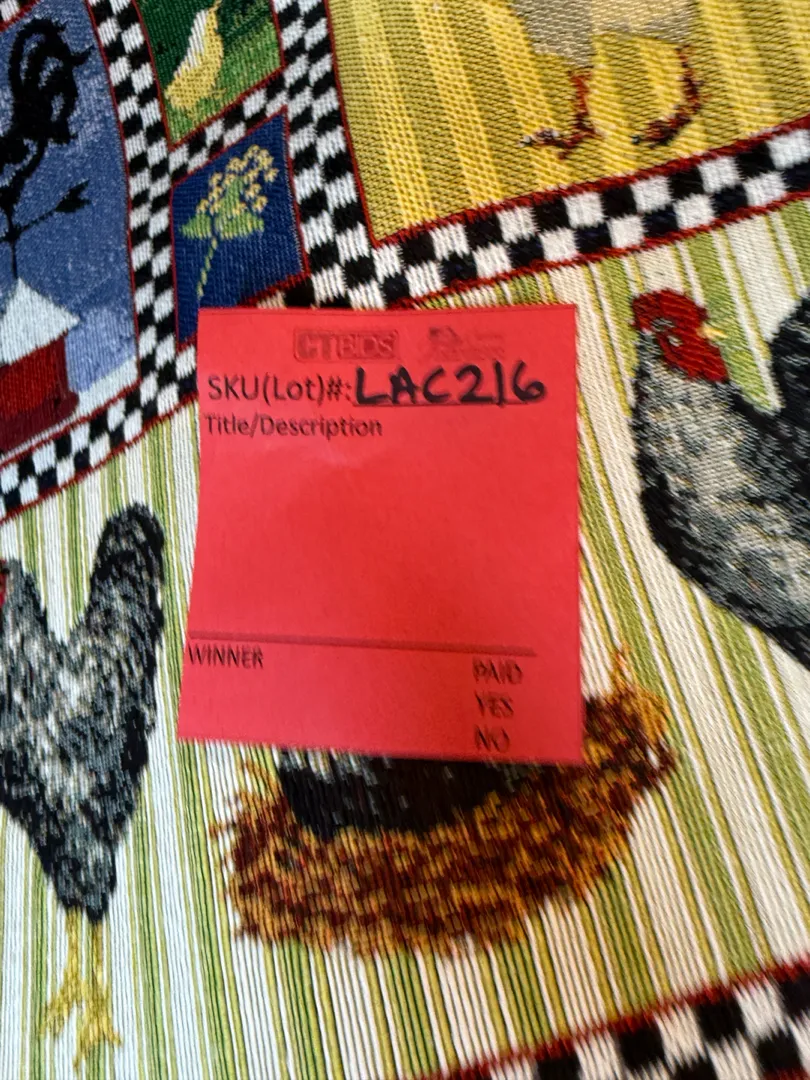 CTBIDS
SKU(Lot)#: LAC216
Title/Description
WINNER
PAID
YES
NO